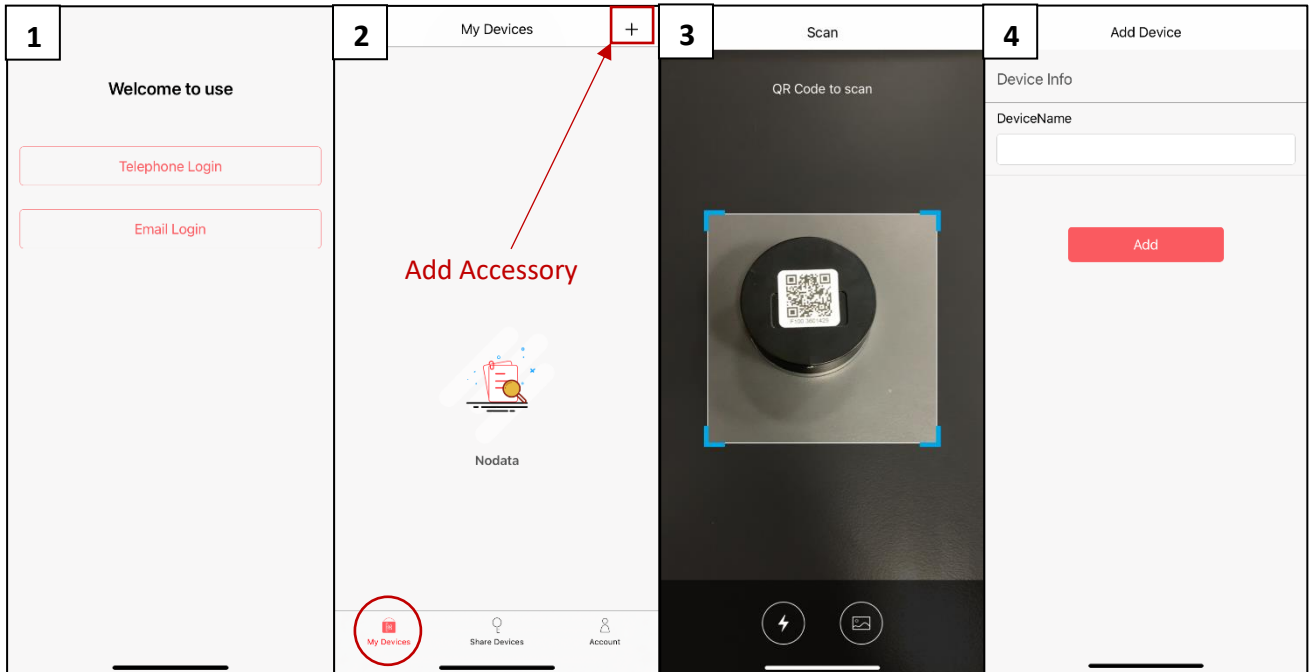 1
Welcome to use
Telephone Login
Email Login
2
My Devices
+
Add Accessory
Nodata
My Devices
Share Devices
Account
3
Scan
QR Code to scan
4
Add Device
Device Info
DeviceName
Add